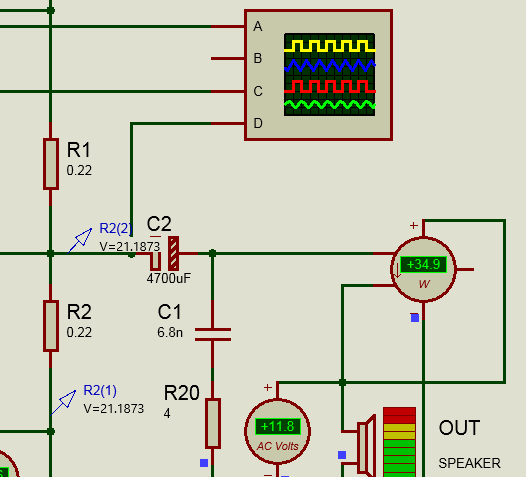 A
B
C
D
R1
0.22
R2(2)
V=21.1873
C2
4700uF
+
+34.9
W
R2
0.22
C1
6.8n
R2(1)
V=21.1873
R20
4
+
+11.8
AC Volts
OUT
SPEAKER